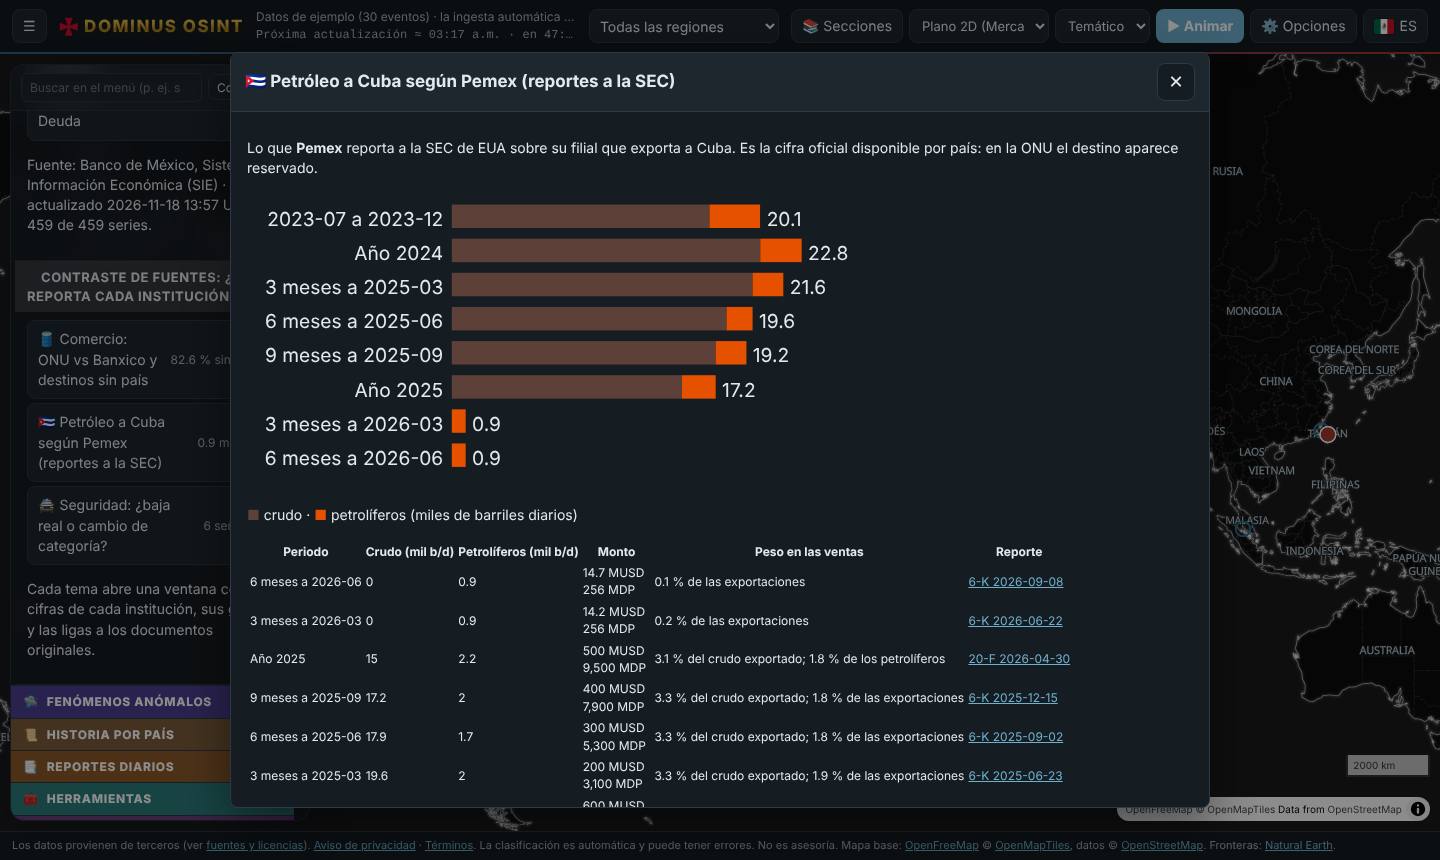 ☰
DOMINUS OSINT
Datos de ejemplo (30 eventos) · la ingesta automática ...
Próxima actualización ≈ 03:17 a.m. · en 47:...
Todas las regiones
📚 Secciones
Plano 2D (Merca
Temático
▶ Animar
⚙️ Opciones
🇲🇽 ES
Buscar en el menú (p. ej. s
Deuda
Fuente: Banco de México,
Información Económica (SIE) ·
actualizado 2026-11-18 13:57
459 de 459 series.
CONTRASTE DE FUENTES:
REPORTA CADA INSTITUCIÓN
🛢️ Comercio:
ONU vs Banxico y
destinos sin país
82.6 % sin
🇨🇺 Petróleo a Cuba
según Pemex
(reportes a la SEC)
0.9
🚔 Seguridad: ¿baja
real o cambio de
categoría?
6
Cada tema abre una ventana
cifras de cada institución, sus
y las ligas a los documentos
originales.
🛸 FENÓMENOS ANÓMALOS
📜 HISTORIA POR PAÍS
📑 REPORTES DIARIOS
🧰 HERRAMIENTAS
🇨🇺 Petróleo a Cuba según Pemex (reportes a la SEC)
✕
Lo que Pemex reporta a la SEC de EUA sobre su filial que exporta a Cuba. Es la cifra oficial disponible por país: en la ONU el destino aparece
reservado.
2023-07 a 2023-12 20.1
Año 2024 22.8
3 meses a 2025-03 21.6
6 meses a 2025-06 19.6
9 meses a 2025-09 19.2
Año 2025 17.2
3 meses a 2026-03 0.9
6 meses a 2026-06 0.9
crudo · petrolíferos (miles de barriles diarios)
Periodo Crudo (mil b/d) Petrolíferos (mil b/d) Monto Peso en las ventas Reporte
6 meses a 2026-06 0 0.9 14.7 MUSD 256 MDP 0.1 % de las exportaciones 6-K 2026-09-08
3 meses a 2026-03 0 0.9 14.2 MUSD 256 MDP 0.2 % de las exportaciones 6-K 2026-06-22
Año 2025 15 2.2 500 MUSD 9,500 MDP 3.1 % del crudo exportado; 1.8 % de los petrolíferos 20-F 2026-04-30
9 meses a 2025-09 17.2 2 400 MUSD 7,900 MDP 3.3 % del crudo exportado; 1.8 % de las exportaciones 6-K 2025-12-15
6 meses a 2025-06 17.9 1.7 300 MUSD 5,300 MDP 3.3 % del crudo exportado; 1.8 % de las exportaciones 6-K 2025-09-02
3 meses a 2025-03 19.6 2 200 MUSD 3,100 MDP 3.3 % del crudo exportado; 1.9 % de las exportaciones 6-K 2025-06-23
600 MUSD
RUSIA
MONGOLIA
COREA DEL NORTE
COREA DEL SUR
CHINA
LAOS
VIETNAM
FILIPINAS
MALASIA
INDONESIA
AUSTRALIA
2000 km
OpenFreeMap © OpenMapTiles Data from OpenStreetMap
Los datos provienen de terceros (ver fuentes y licencias). Aviso de privacidad · Términos. La clasificación es automática y puede tener errores. No es asesoría. Mapa base: OpenFreeMap © OpenMapTiles, datos © OpenStreetMap. Fronteras: Natural Earth.